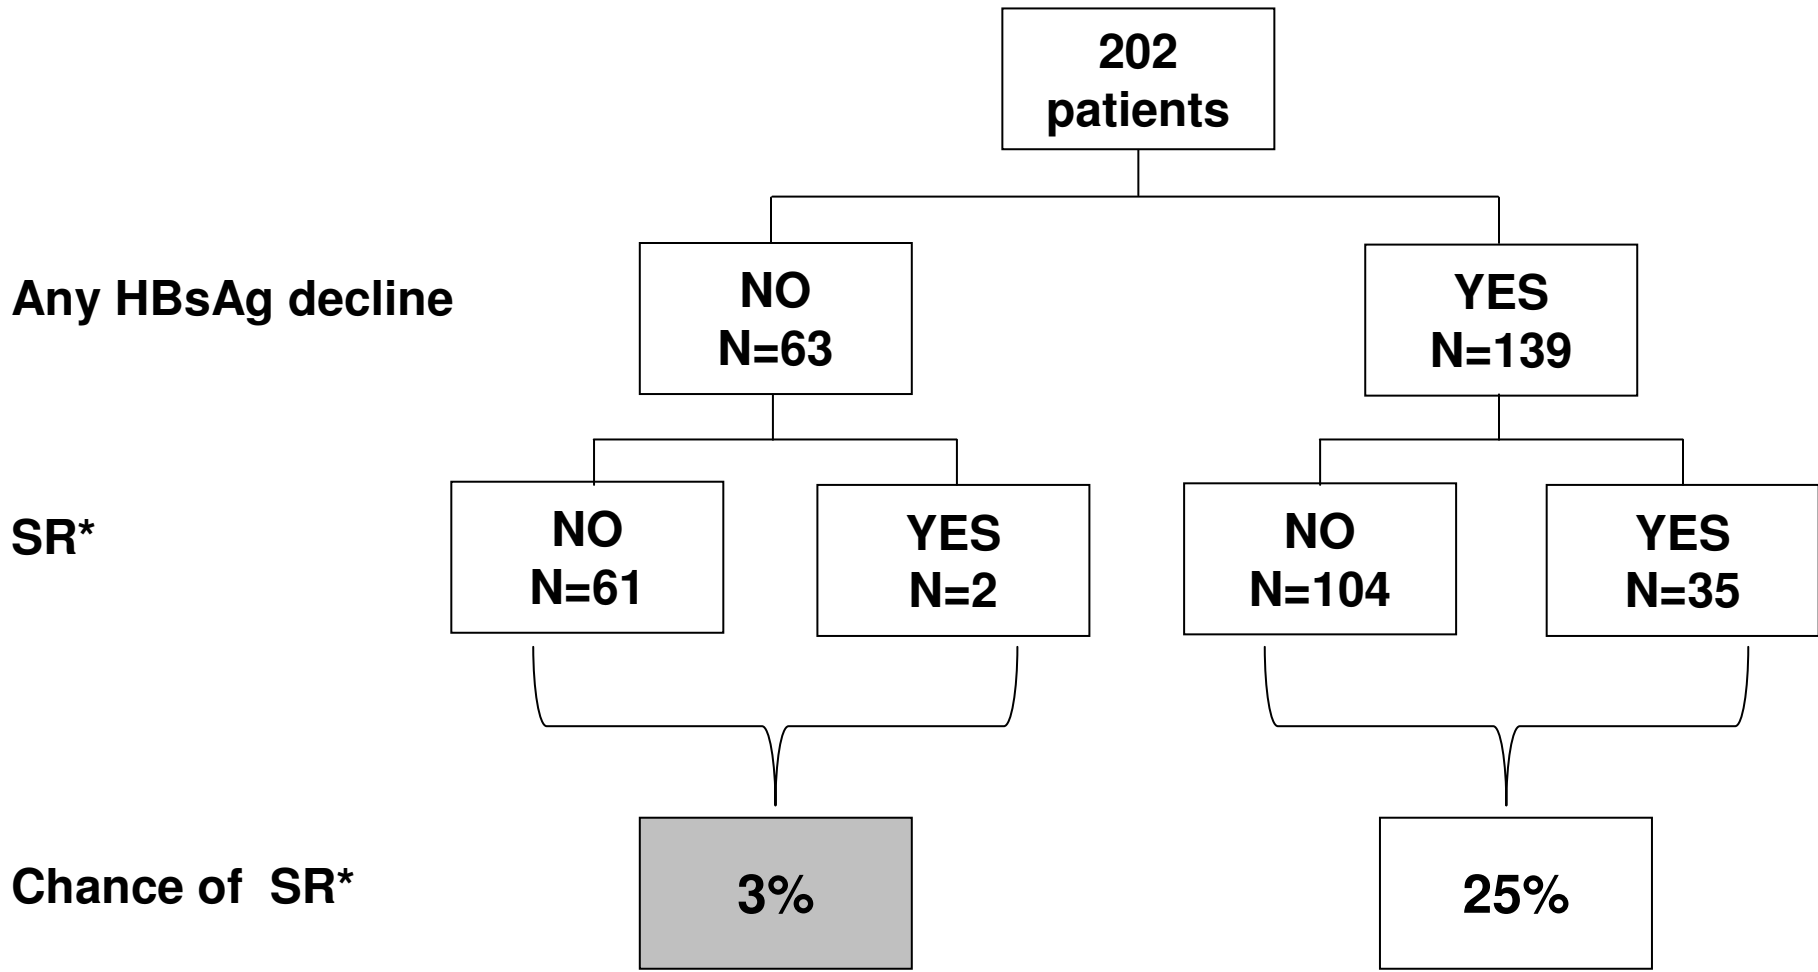 202
patients
Any HBsAg decline
NO
N=63
YES
N=139
SR*
NO
N=61
YES
N=2
NO
N=104
YES
N=35
Chance of SR*
3%
25%